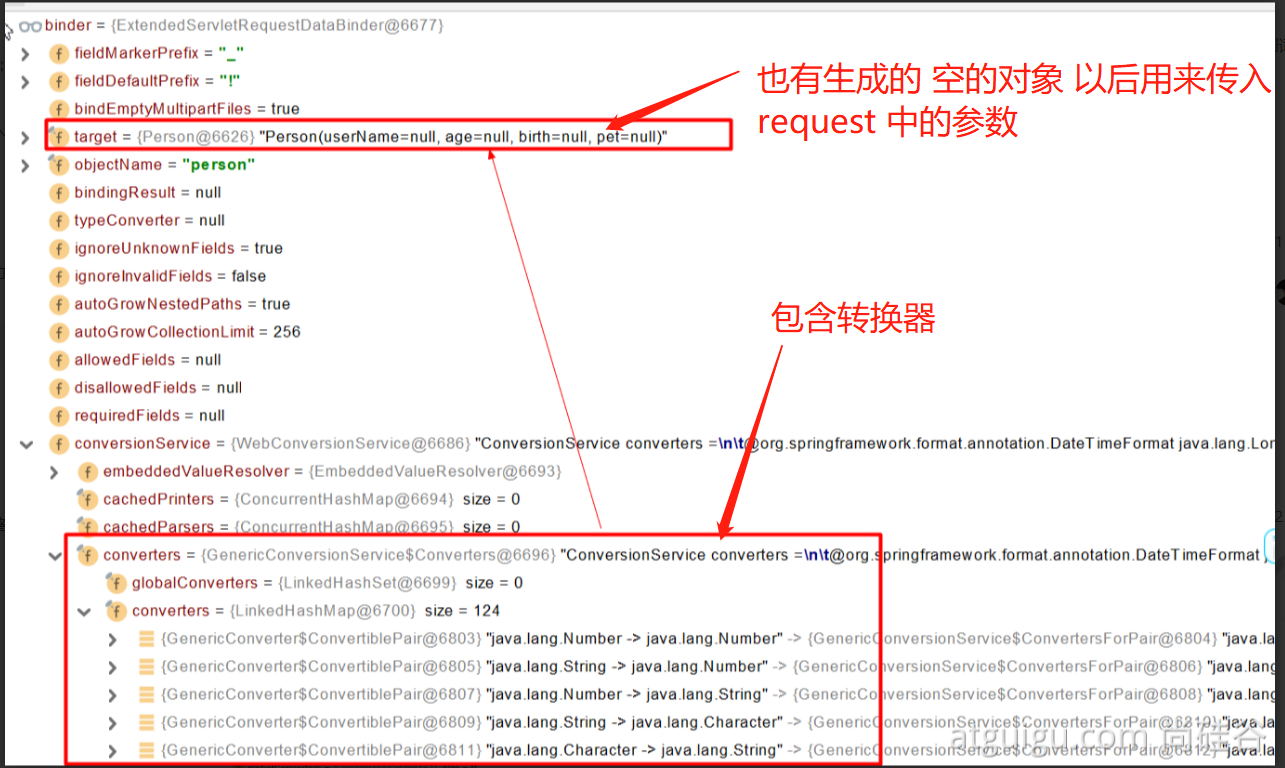 binder = {ExtendedServletRequestDataBinder@6677}
fieldMarkerPrefix = "_"
fieldDefaultPrefix = "!"
bindEmptyMultipartFiles = true
target = {Person@6626} "Person(userName=null, age=null, birth=null, pet=null)"
也有生成的 空的对象 以后用来传入
request 中的参数
objectName = "person"
bindingResult = null
typeConverter = null
ignoreUnknownFields = true
ignoreInvalidFields = false
autoGrowNestedPaths = true
autoGrowCollectionLimit = 256
包含转换器
allowedFields = null
disallowedFields = null
requiredFields = null
conversionService = {WebConversionService@6686} "ConversionService converters =\n\t@org.springframework.format.annotation.DateTimeFormat java.lang.Lon
embeddedValueResolver = {EmbeddedValueResolver@6693}
cachedPrinters = {ConcurrentHashMap@6694} size = 0
cachedParsers = {ConcurrentHashMap@6695} size = 0
converters = {GenericConversionService$Converters@6696} "ConversionService converters =\n\t@org.springframework.format.annotation.DateTimeFormat
globalConverters = {LinkedHashSet@6699} size = 0
converters = {LinkedHashMap@6700} size = 124
{GenericConverter$ConvertiblePair@6803} "java.lang.Number -> java.lang.Number" -> {GenericConversionService$ConvertersForPair@6804} "java.la
{GenericConverter$ConvertiblePair@6805} "java.lang.String -> java.lang.Number" -> {GenericConversionService$ConvertersForPair@6806} "java.lang
{GenericConverter$ConvertiblePair@6807} "java.lang.Number -> java.lang.String" -> {GenericConversionService$ConvertersForPair@6808} "java.lang
{GenericConverter$ConvertiblePair@6809} "java.lang.String -> java.lang.Character" -> {GenericConversionService$ConvertersForPair@6810} "java.la
{GenericConverter$ConvertiblePair@6811} "java.lang.Character -> java.lang.String" -> {GenericConversionService$ConvertersForPair@6812} "java.la
atguigu.com 尚硅谷